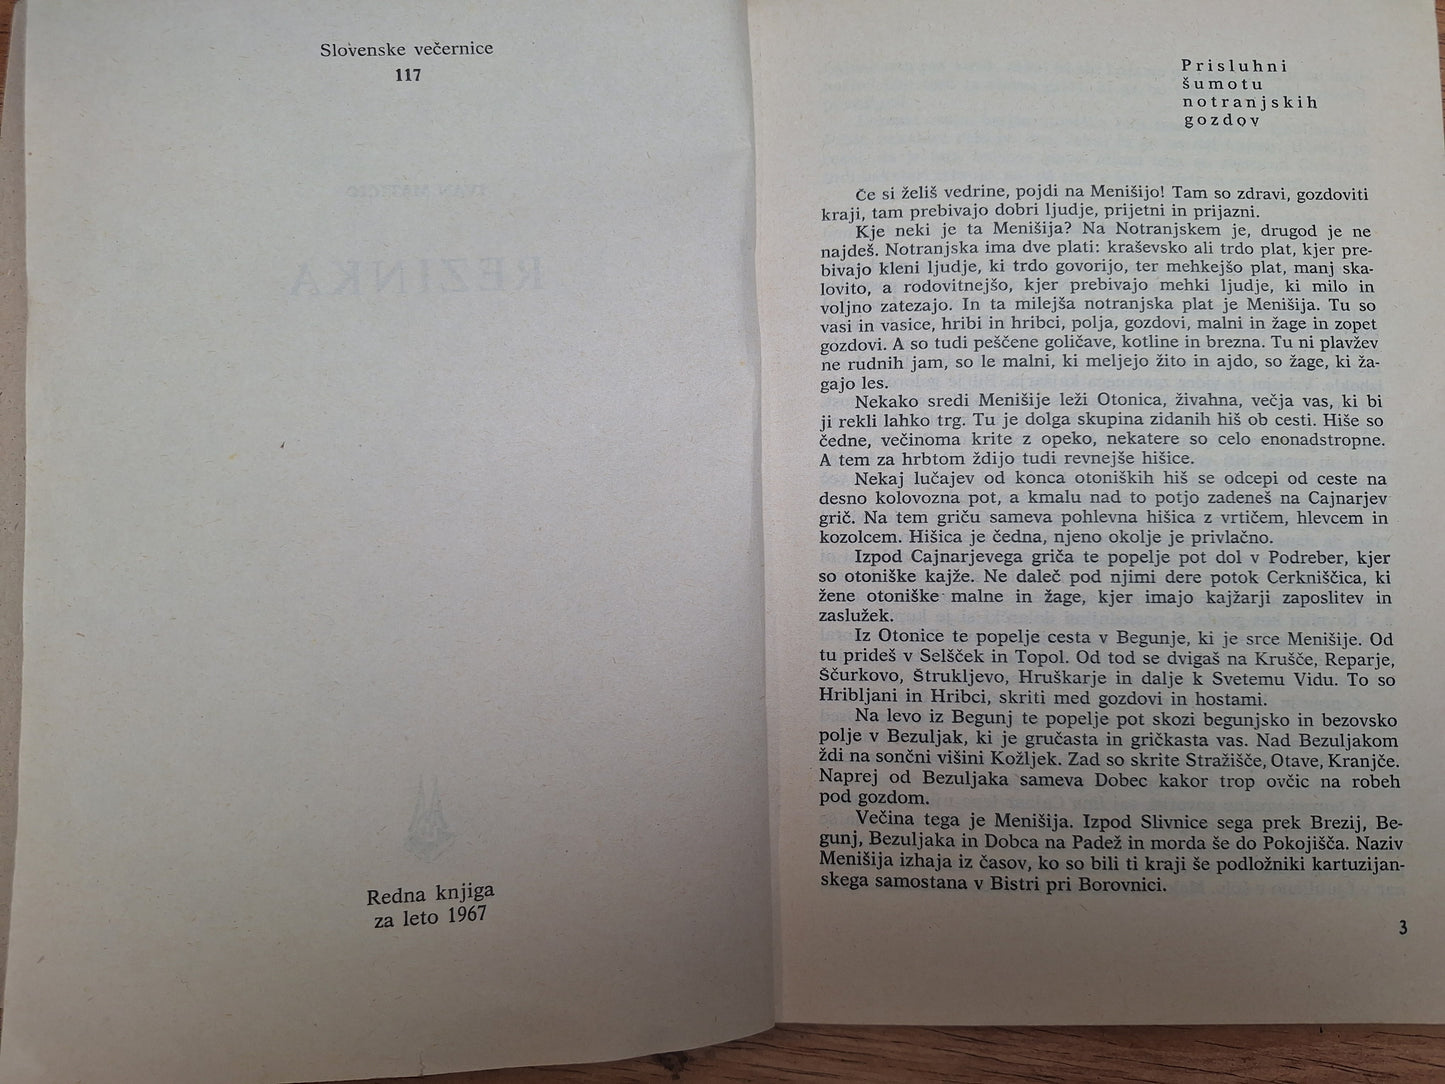 Slovenske večernice
117
IVAN MATIČIČ
REZINKA
Redna knjiga
za leto 1967
Prisluhni
šumotu
notranjskih
gozdov
Če si želiš vedrine, pojdi na Menišijo! Tam so zdravi, gozdoviti
kraji, tam prebivajo dobri ljudje, prijetni in prijazni.
Kje neki je ta Menišija? Na Notranjskem je, drugod je ne
najdeš. Notranjska ima dve plati: kraševsko ali trdo plat, kjer pre-
bivajo kleni ljudje, ki trdo govorijo, ter mehkejšo plat, manj ska-
lovito, a rodovitnejšo, kjer prebivajo mehki ljudje, ki milo in
voljno zatezajo. In ta milejša notranjska plat je Menišija. Tu so
vasi in vasice, hribi in hribci, polja, gozdovi, malni in žage in zopet
gozdovi. A so tudi peščene goličave, kotline in brezna. Tu ni plavžev
ne rudnih jam, so le malni, ki meljejo žito in ajdo, so žage, ki ža-
gajo les.
Nekako sredi Menišije leži Otonica, živahna, večja vas, ki bi
ji rekli lahko trg. Tu je dolga skupina zidanih hiš ob cesti. Hiše so
čedne, večinoma krite z opeko, nekatere so celo enonadstropne.
A tem za hrbtom ždijo tudi revnejše hišice.
Nekaj lučajev od konca otoniških hiš se odcepi od ceste na
desno kolovozna pot, a kmalu nad to potjo zadeneš na Cajnarjev
grič. Na tem griču sameva pohlevna hišica z vrtičem, hlevcem in
kozolcem. Hišica je čedna, njeno okolje je privlačno.
Izpod Cajnarjevega griča te popelje pot dol v Podreber, kjer
so otoniške kajže. Ne daleč pod njimi dere potok Cerkniščica, ki
žene otoniške malne in žage, kjer imajo kajžarji zaposlitev in
zaslužek.
Iz Otonice te popelje cesta v Begunje, ki je srce Menišije. Od
tu prideš v Selšček in Topol. Od tod se dvigaš na Krušče, Reparje,
Ščurkovo, Štrukljevo, Hruškarje in dalje k Svetemu Vidu. To so
Hribljani in Hribci, skriti med gozdovi in hostami.
Na levo iz Begunj te popelje pot skozi begunjsko in bezovsko
polje v Bezuljak, ki je gručasta in gričkasta vas. Nad Bezuljakom
ždi na sončni višini Kožljek. Zad so skrite Stražišče, Otave, Kranjče.
Naprej od Bezuljaka sameva Dobec kakor trop ovčic na robeh
pod gozdom.
Večina tega je Menišija. Izpod Slivnice sega prek Brezij, Be-
gunj, Bezuljaka in Dobca na Padež in morda še do Pokojišča. Naziv
Menišija izhaja iz časov, ko so bili ti kraji še podložniki kartuzijan-
skega samostana v Bistri pri Borovnici.
3